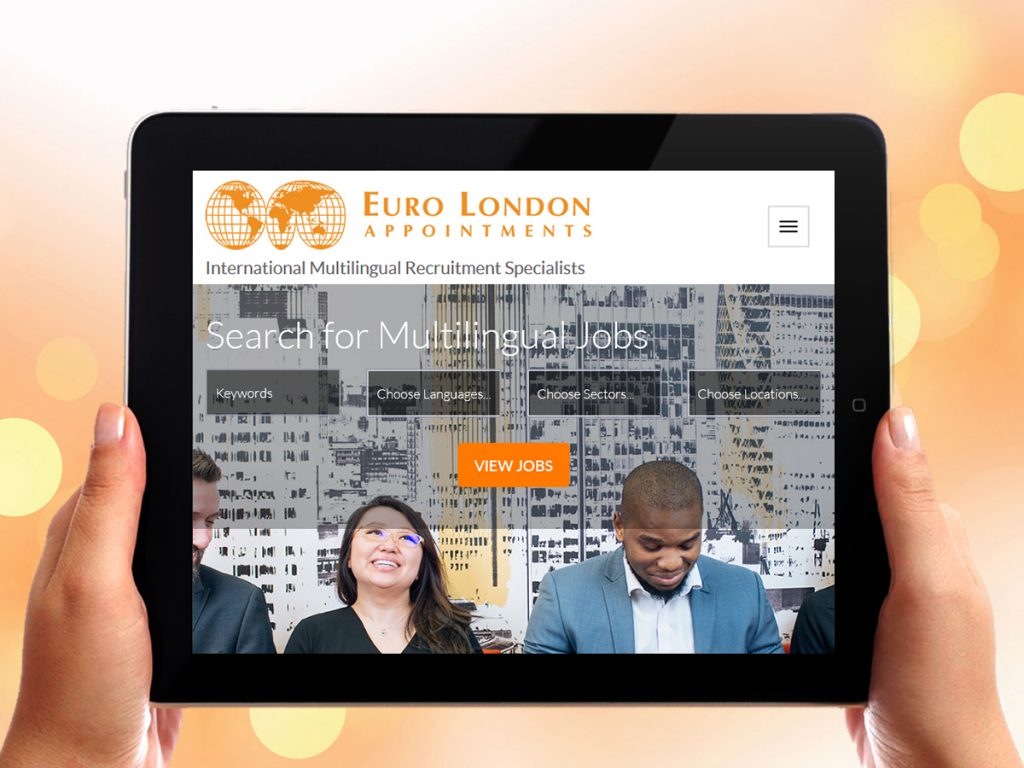 EURO LONDON
APPOINTMENTS
International Multilingual Recruitment Specialists
Search for Multilingual Jobs
Keywords
Choose Languages...
Choose Sectors...
Choose Locations...
VIEW JOBS